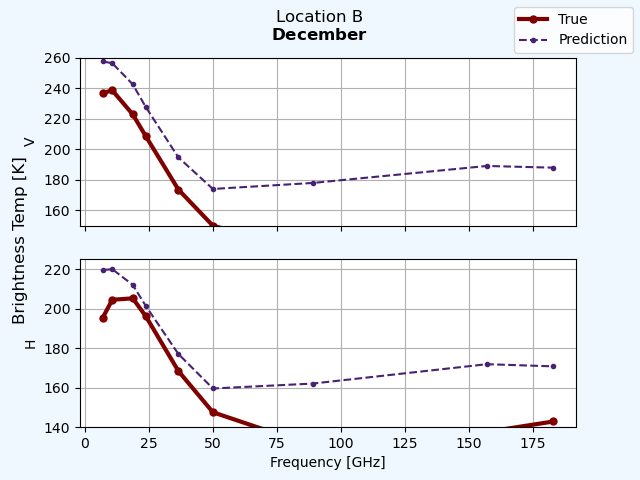 Location B
December
True
Prediction
Brightness Temp [K]
V
260
240
220
200
180
160
H
220
200
180
160
140
0 25 50 75 100 125 150 175
Frequency [GHz]